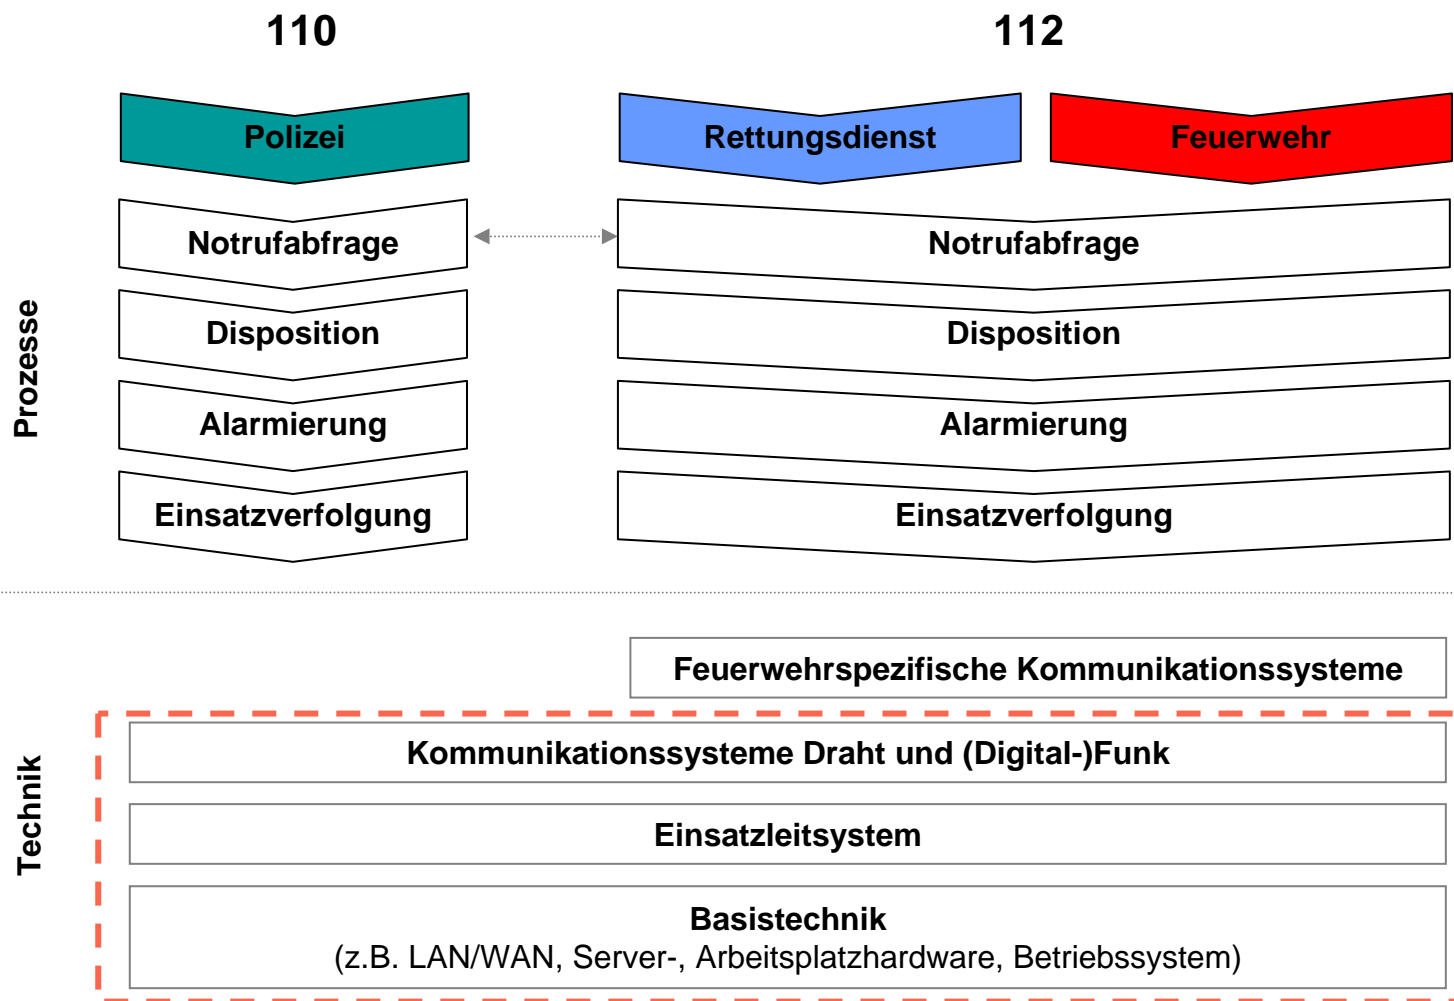 110
112
Polizei
Rettungsdienst
Feuerwehr
Prozesse
Notrufabfrage
Notrufabfrage
Disposition
Disposition
Alarmierung
Alarmierung
Einsatzverfolgung
Einsatzverfolgung
Technik
Feuerwehrspezifische Kommunikationssysteme
Kommunikationssysteme Draht und (Digital-)Funk
Einsatzleitsystem
Basistechnik
(z.B. LAN/WAN, Server-, Arbeitsplatzhardware, Betriebssystem)